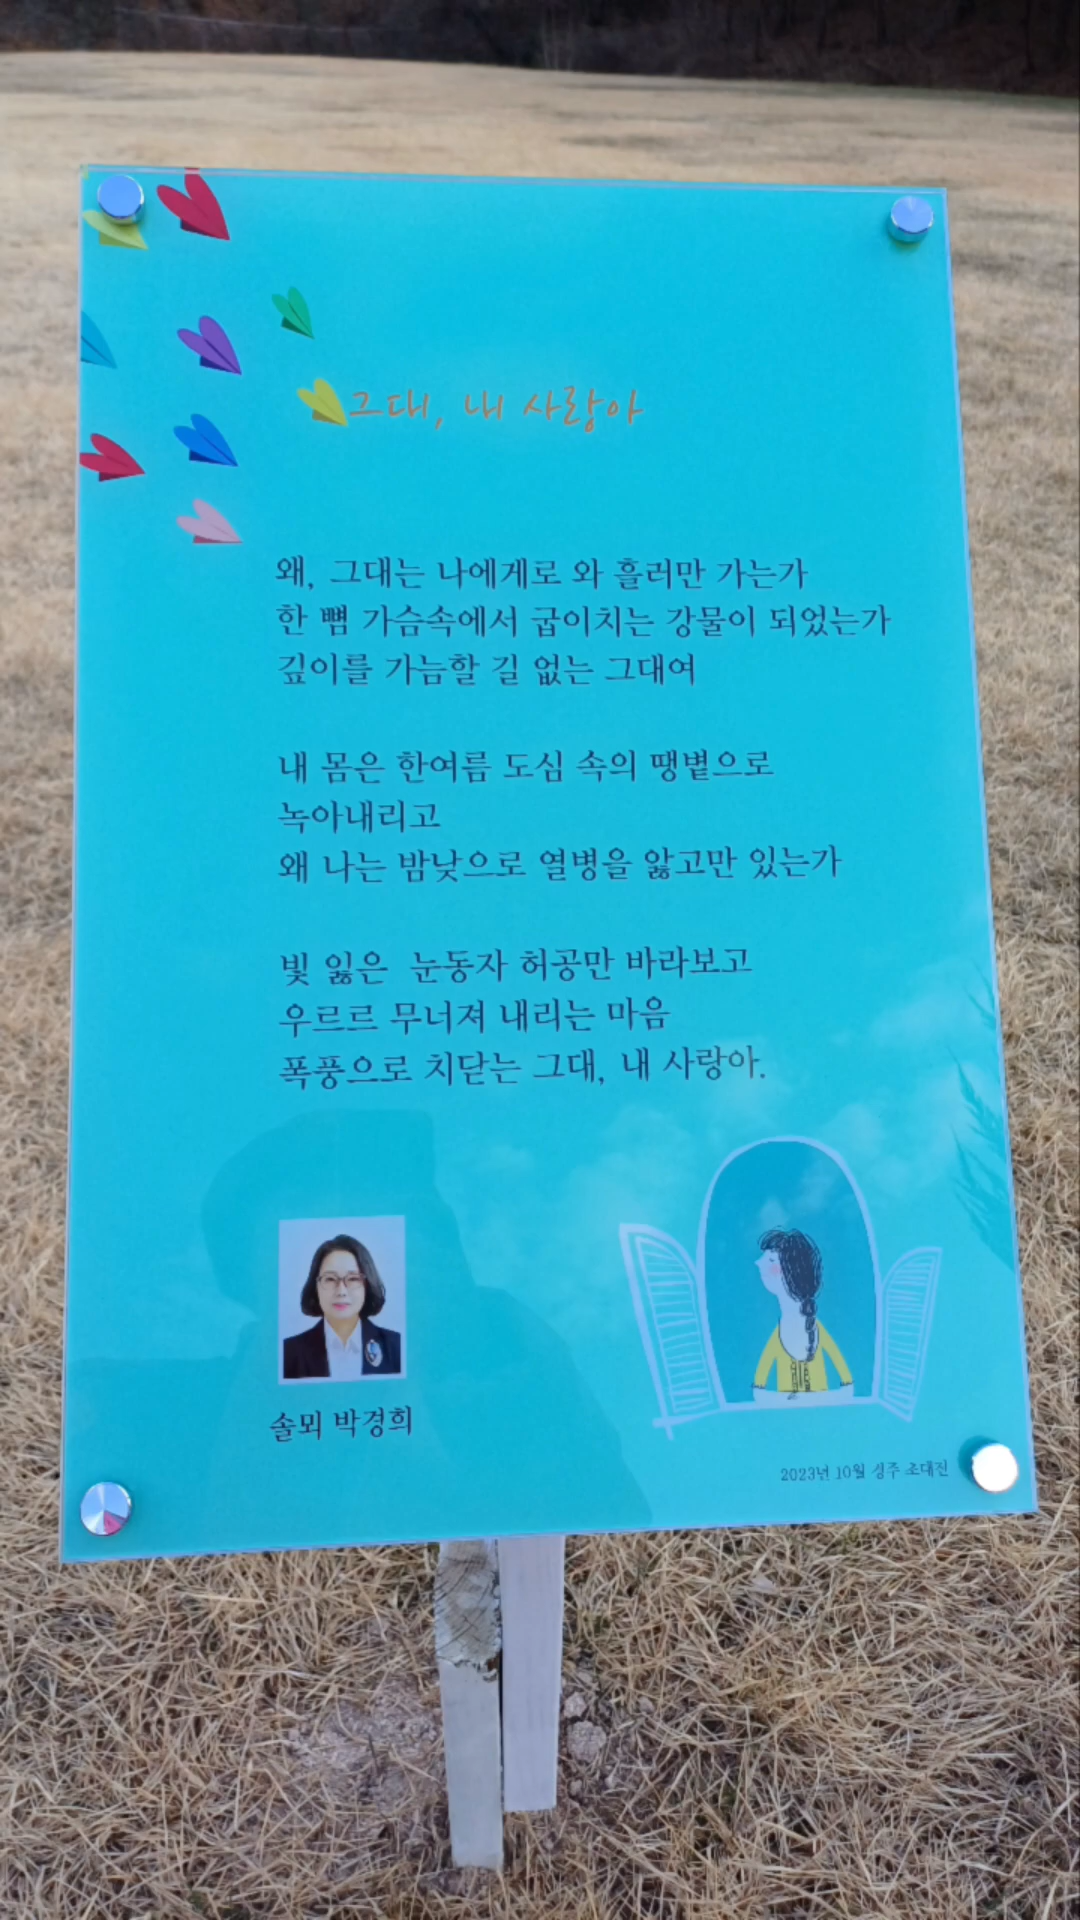 그대, 내 사랑아
왜, 그대는 나에게로 와 흘러만 가는가
한 뼘 가슴속에서 굽이치는 강물이 되었는가
깊이를 가늠할 길 없는 그대여
내 몸은 한여름 도심 속의 땡볕으로
녹아내리고
왜 나는 밤낮으로 열병을 앓고만 있는가
빛 잃은 눈동자 허공만 바라보고
우르르 무너져 내리는 마음
폭풍으로 치닫는 그대, 내 사랑아.
솔뫼 박경희
2023년 10월 성주 조대진